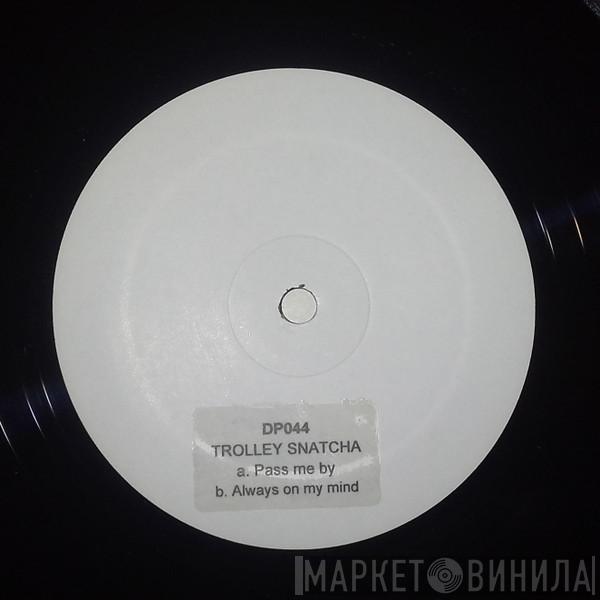 DP044
TROLLEY SNATCHA
a. Pass me by
b. Always on my mind
МАРКЕТ ВИНИЛА